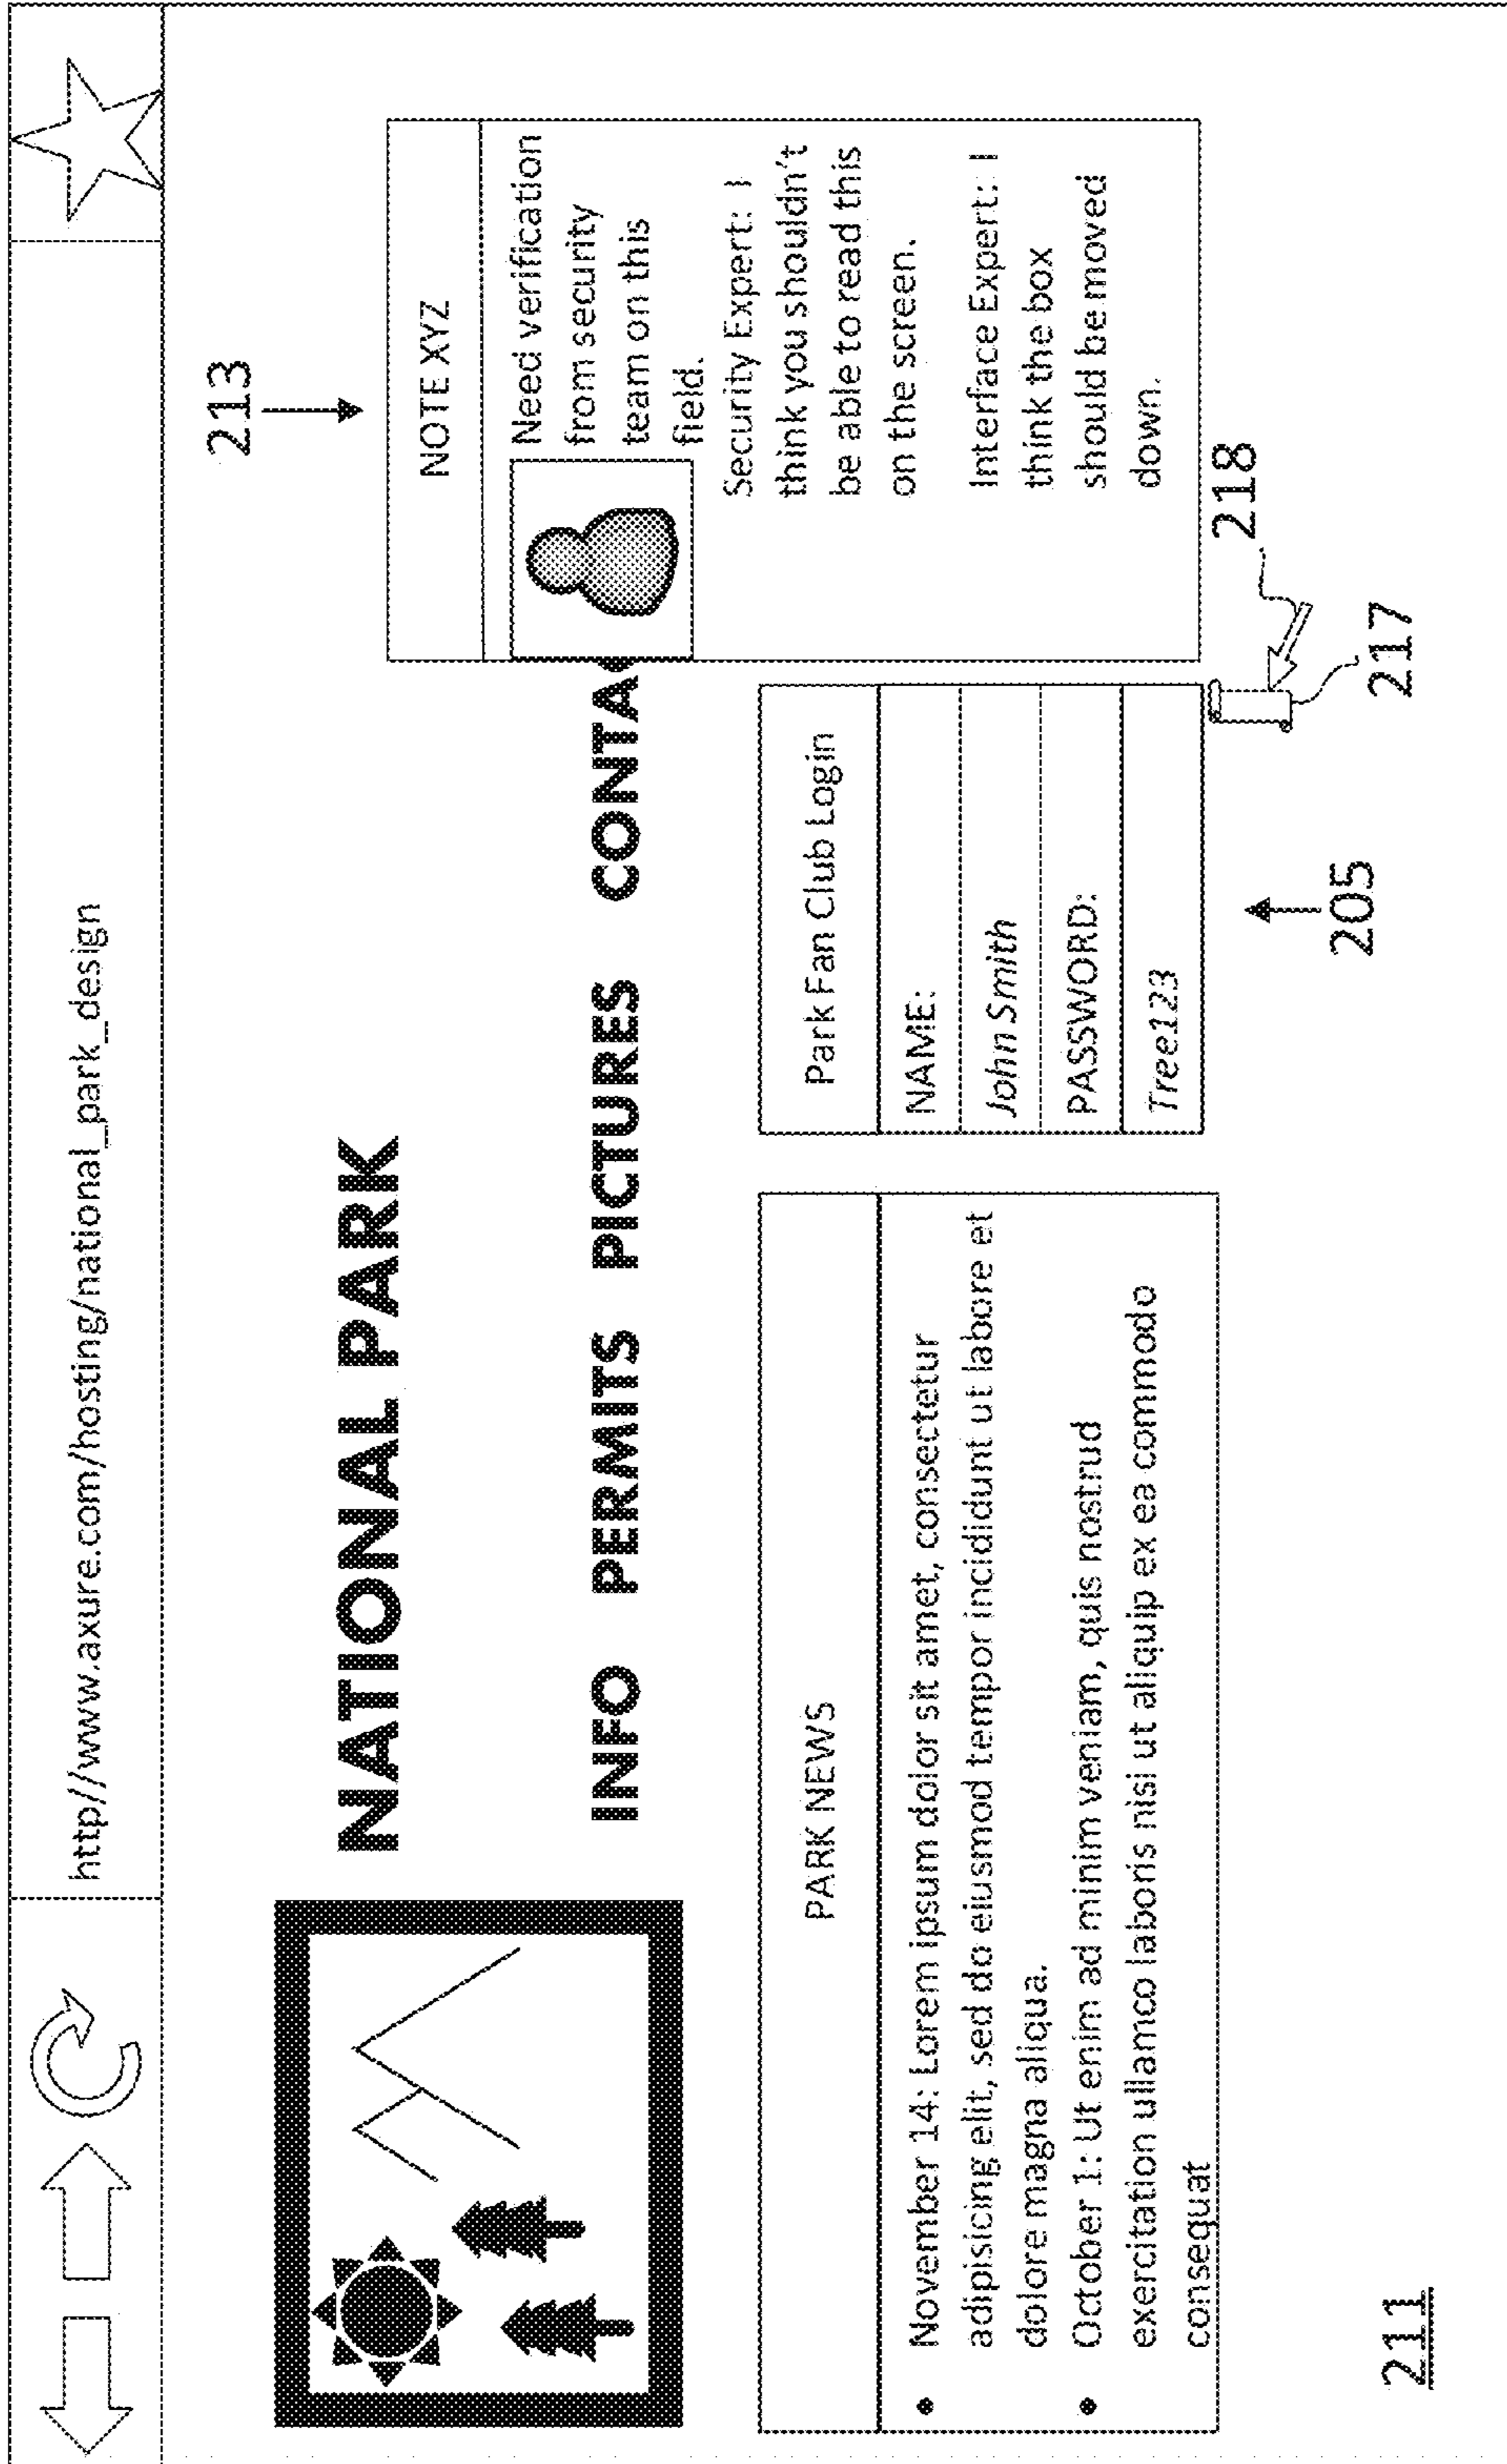 http//www.axure.com/hosting/national_park_design
213
NATIONAL PARK
INFO PERMITS PICTURES CONTA
NOTE XYZ
Need verification
from security
team on this
field.
Security Expert: I
think you shouldn't
be able to read this
on the screen.
Interface Expert: I
think the box
should be moved
down.
PARK NEWS
• November 14: Lorem ipsum dolor sit amet, consectetur
adipisicing elit, sed do eiusmod tempor incididunt ut labore et
dolore magna aliqua.
• October 1: Ut enim ad minim veniam, quis nostrud
exercitation ullamco laboris nisi ut aliquip ex ea commodo
consequat
Park Fan Club Login
NAME:
John Smith
PASSWORD:
Tree123
218
217
205
211